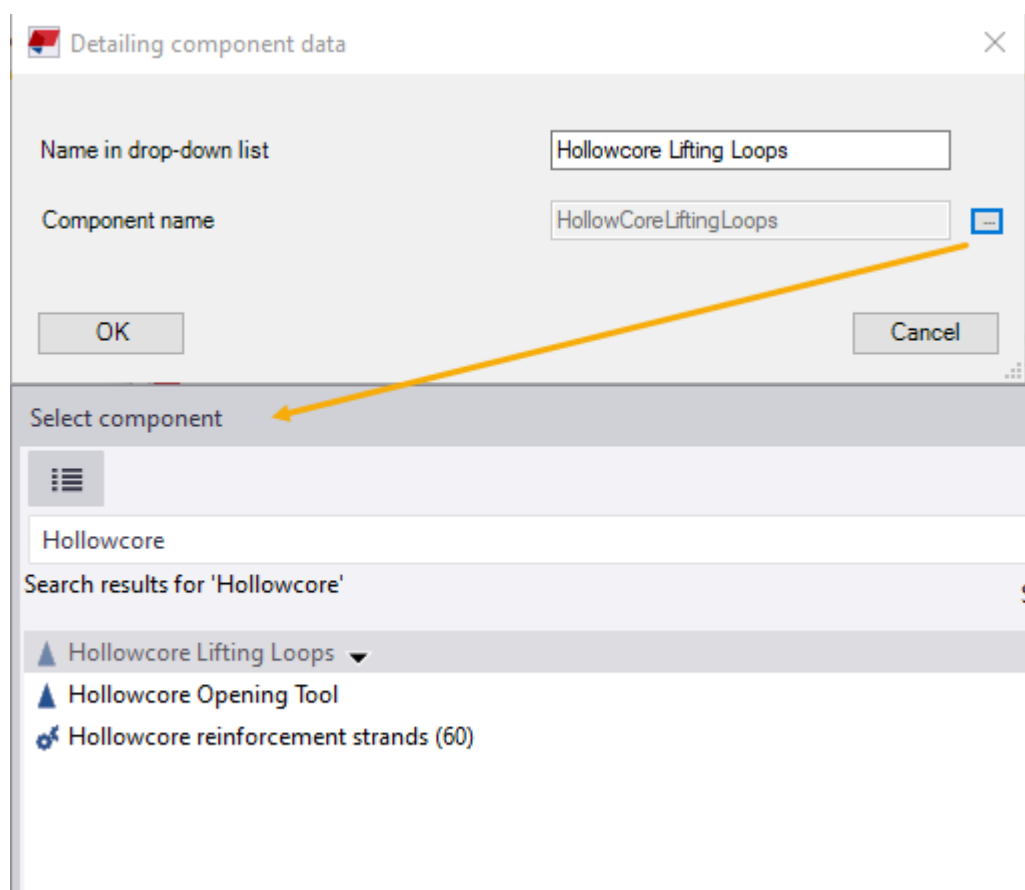 Detailing component data
Name in drop-down list
Hollowcore Lifting Loops
Component name
HollowCoreLiftingLoops
...
OK
Cancel
Select component
Hollowcore
Search results for 'Hollowcore'
Hollowcore Lifting Loops
Hollowcore Opening Tool
Hollowcore reinforcement strands (60)